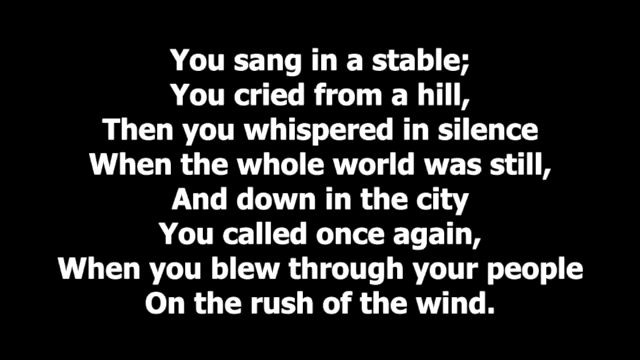 You sang in a stable;
You cried from a hill,
Then you whispered in silence
When the whole world was still,
And down in the city
You called once again,
When you blew through your people
On the rush of the wind.